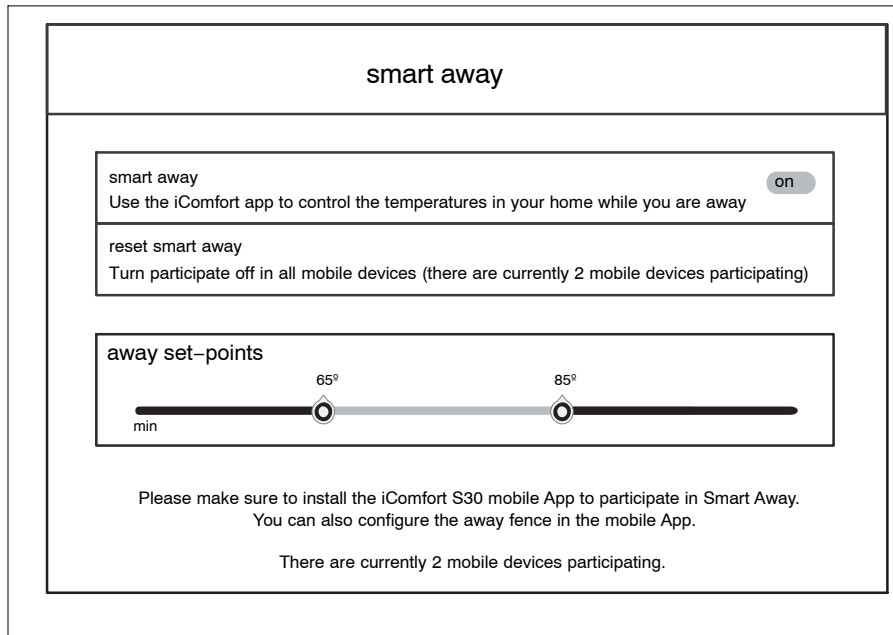 smart away
smart away
on
Use the iComfort app to control the temperatures in your home while you are away
reset smart away
Turn participate off in all mobile devices (there are currently 2 mobile devices participating)
away set–points
65º 85º
min
Please make sure to install the iComfort S30 mobile App to participate in Smart Away.
You can also configure the away fence in the mobile App.
There are currently 2 mobile devices participating.